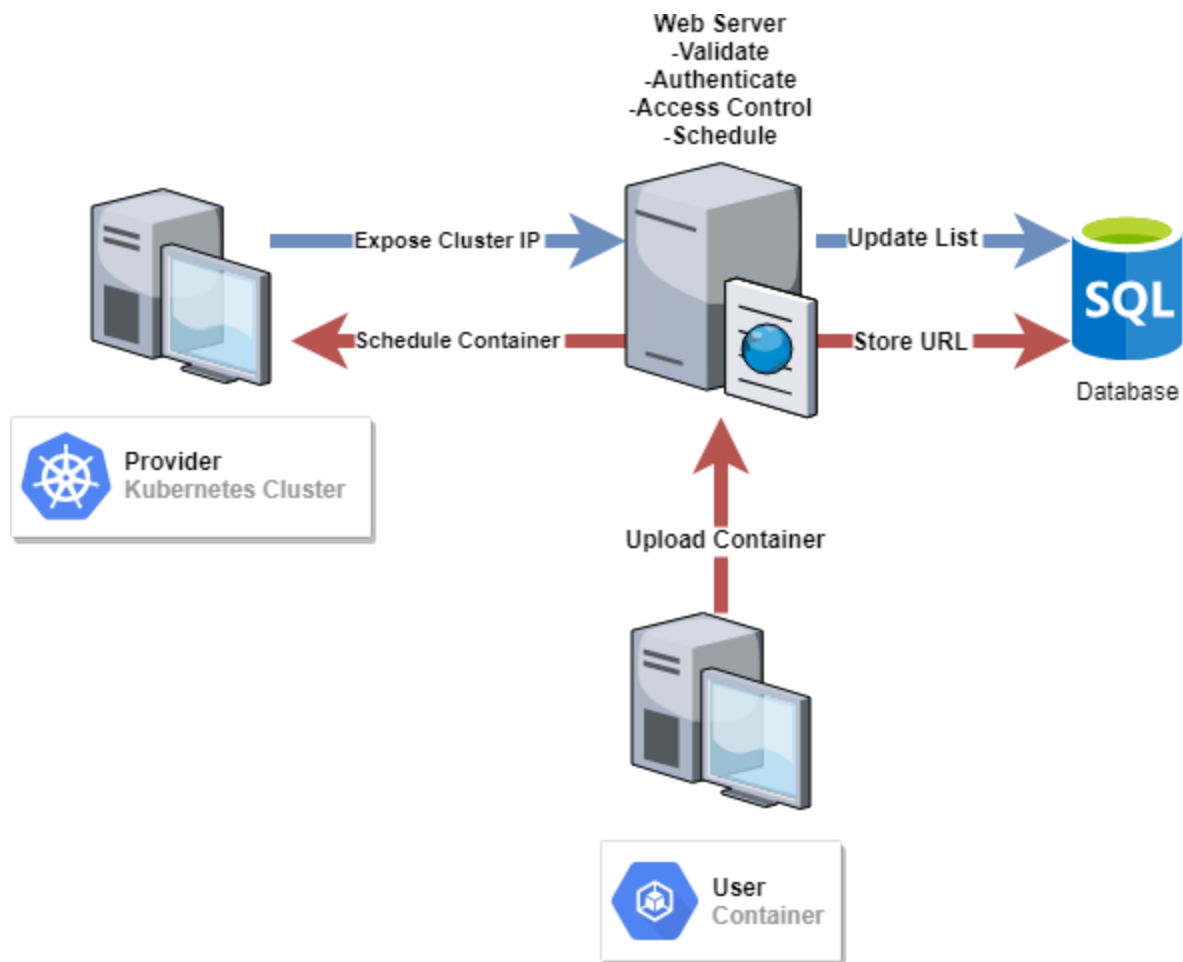 Web Server
-Validate
-Authenticate
-Access Control
-Schedule
Expose Cluster IP
Update List
SQL
Schedule Container
Store URL
Database
Provider
Kubernetes Cluster
Upload Container
User
Container